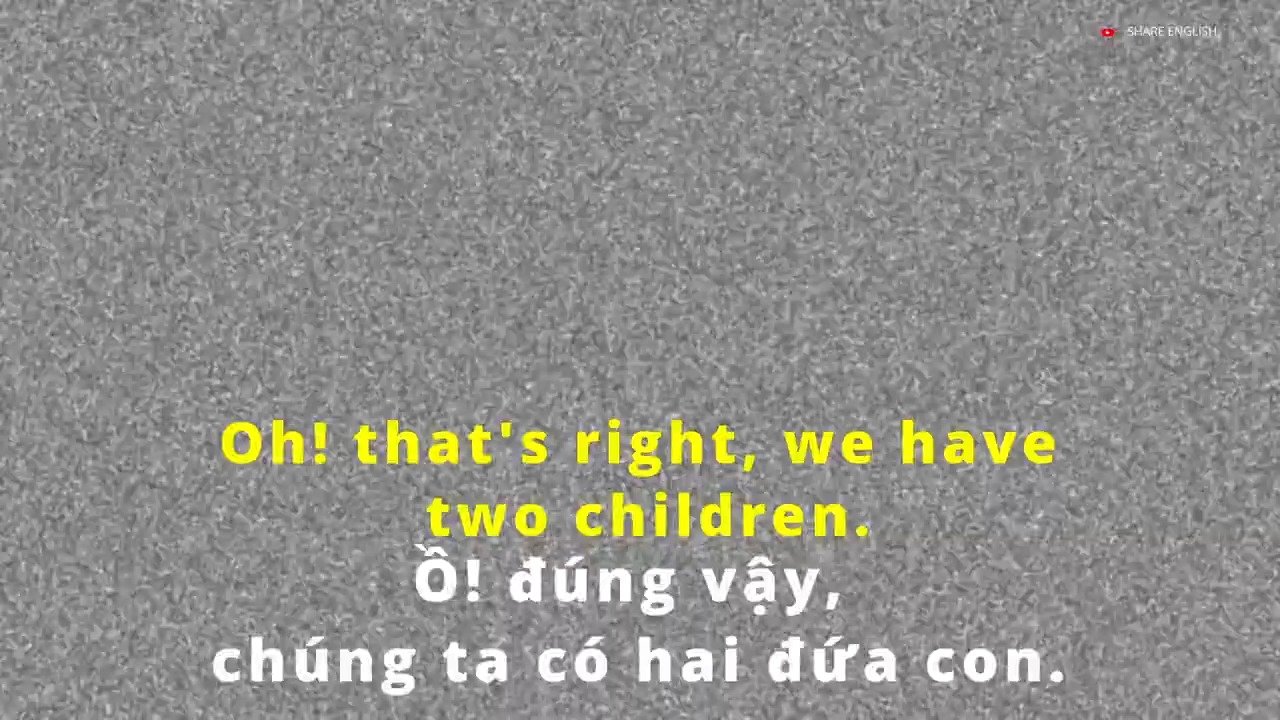 SHARE ENGLISH
Oh! that's right, we have
two children.
Ồ! đúng vậy,
chúng ta có hai đứa con.